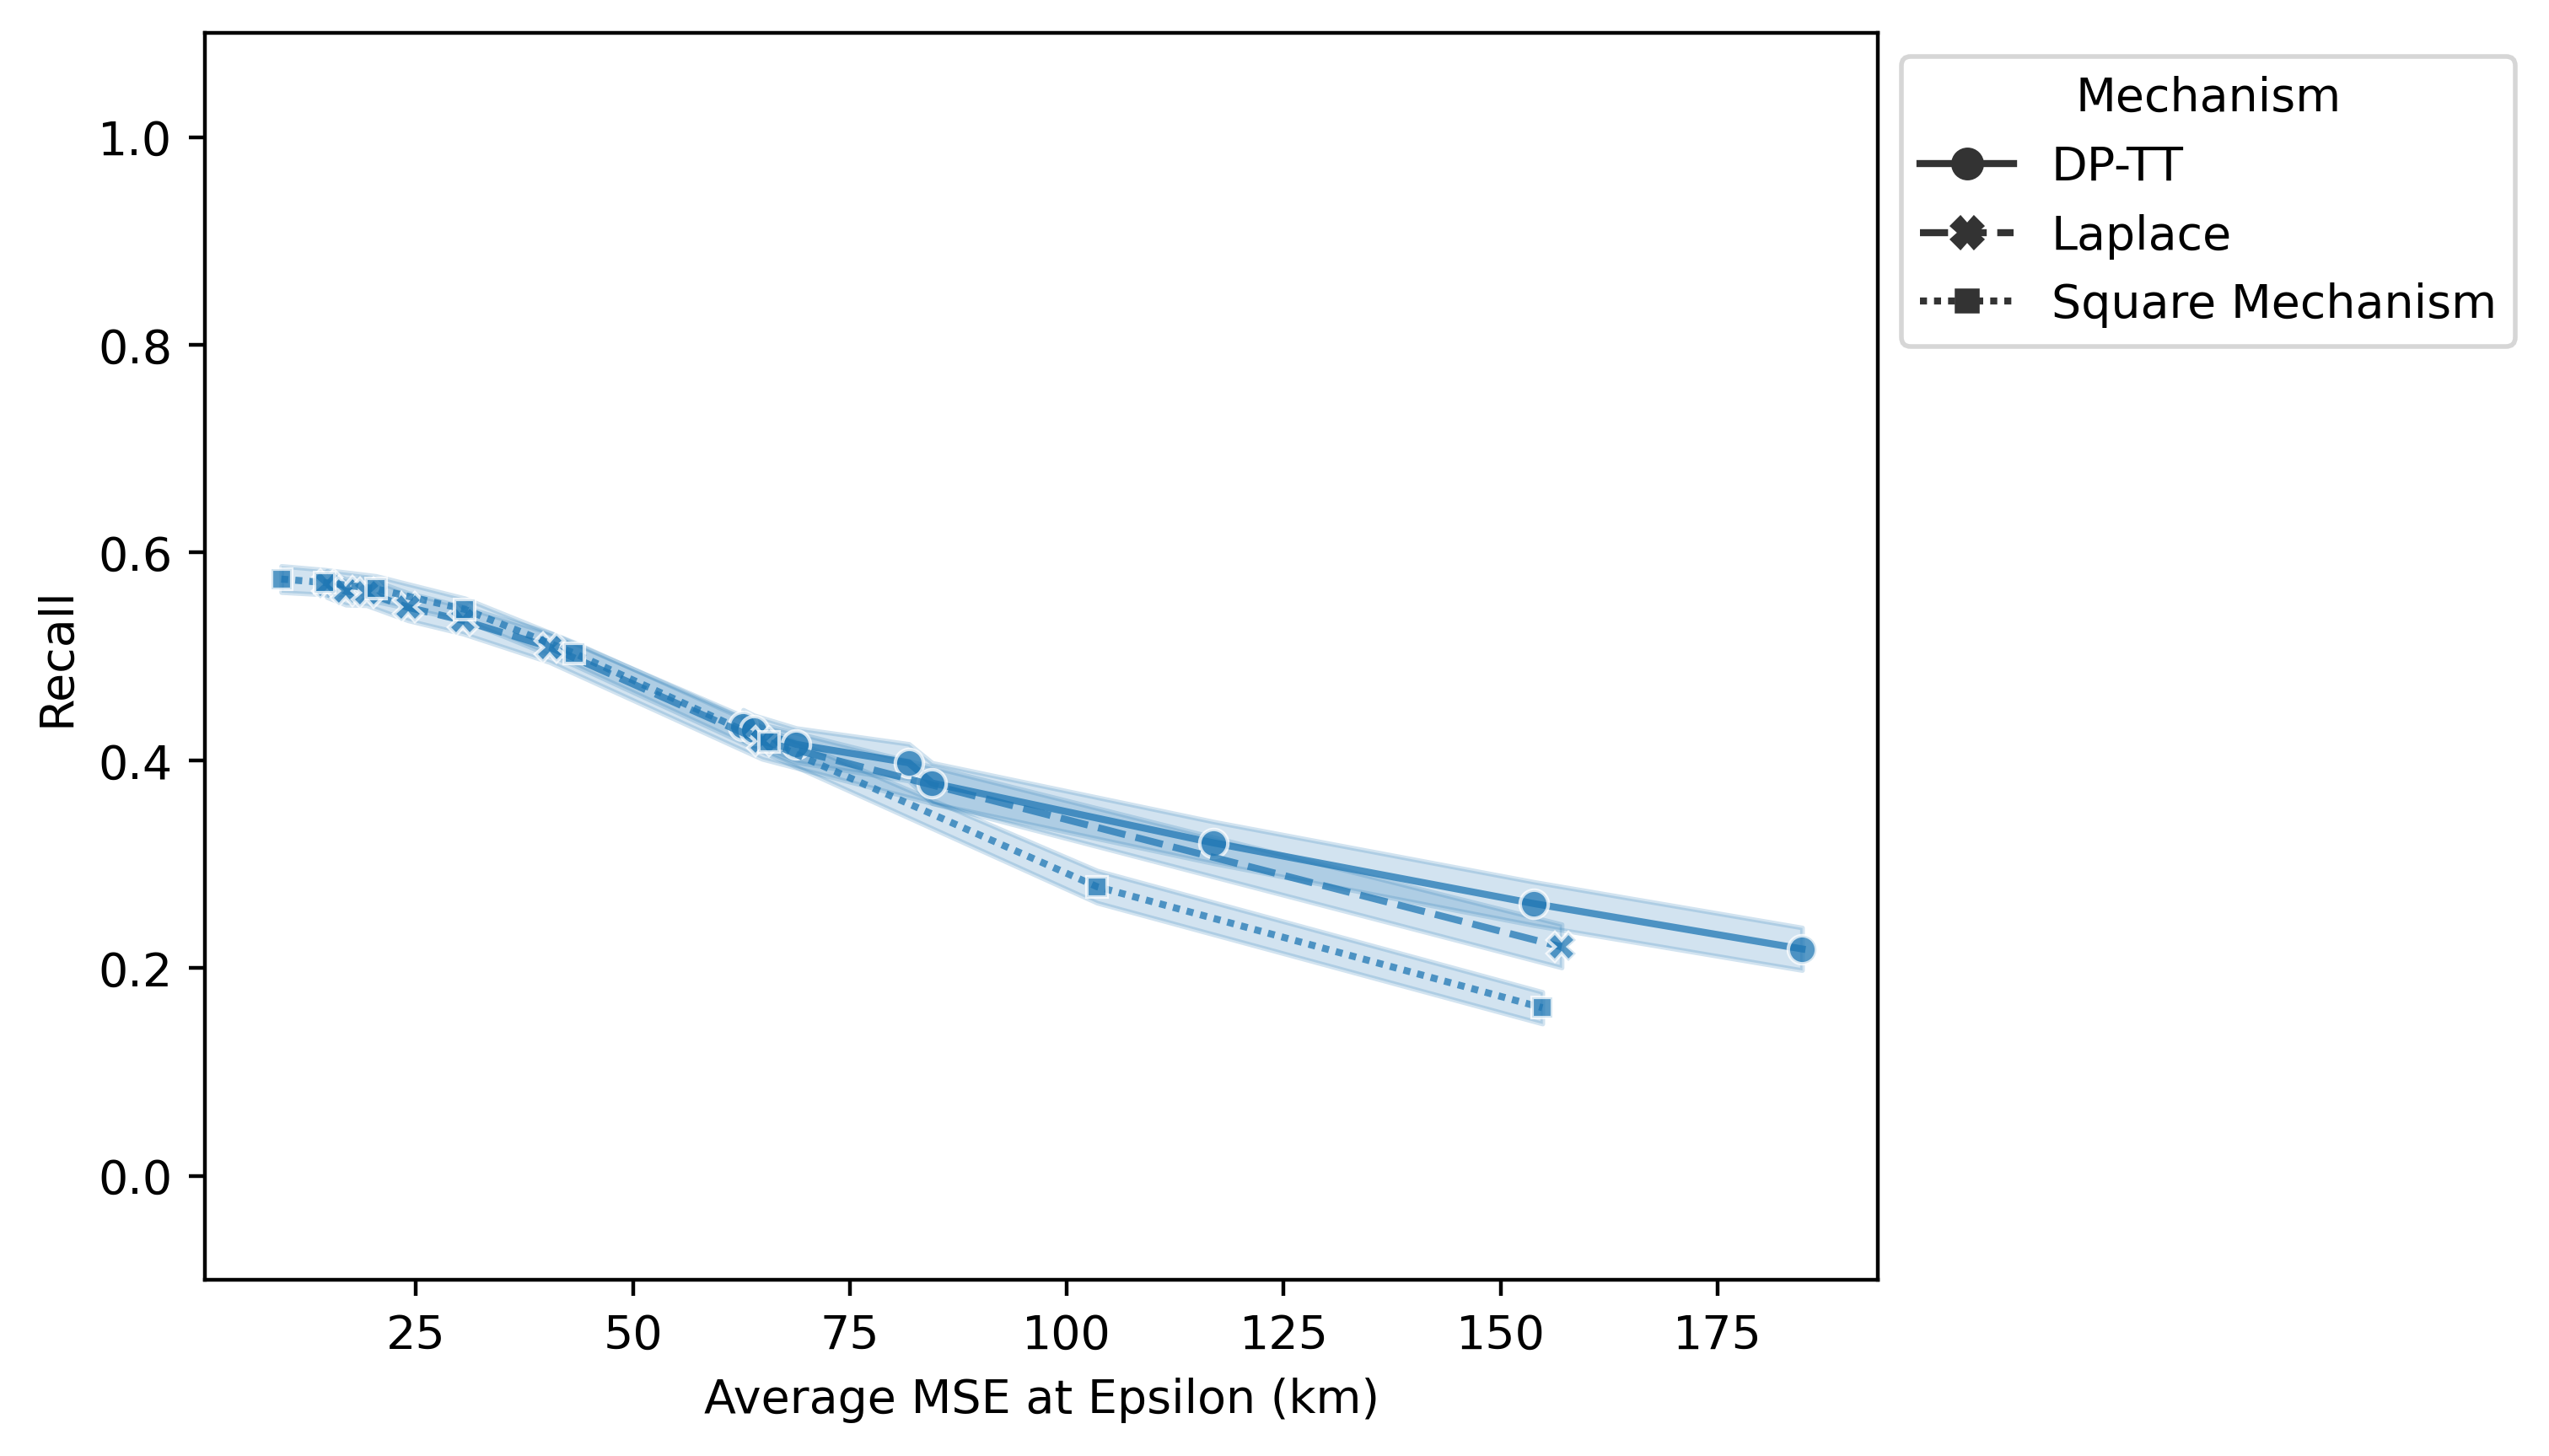 Mechanism
DP-TT
Laplace
Square Mechanism
Recall
1.0
0.8
0.6
0.4
0.2
0.0
25 50 75 100 125 150 175
Average MSE at Epsilon (km)